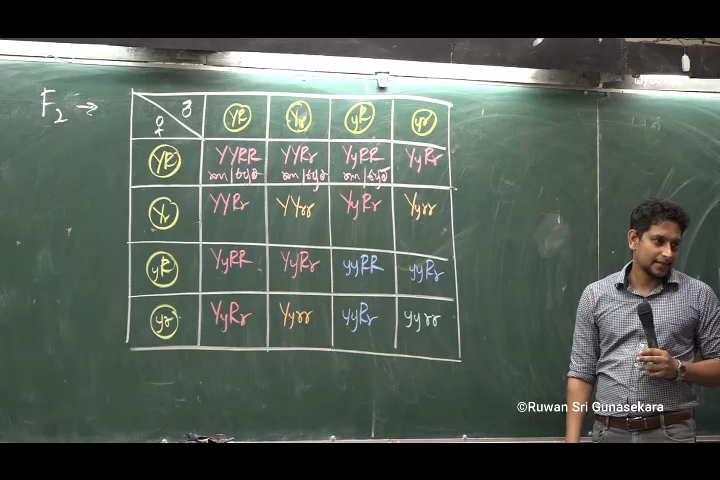 F2 → ♀ ♂ YR Yr yR yr
YR YYRR YYRr YyRR YyRr
Yr YYRr YYrr YyRr Yyrr
yR YyRR YyRr yyRR yyRr
yr YyRr Yyrr yyRr yyrr
©Ruwan Sri Gunasekara